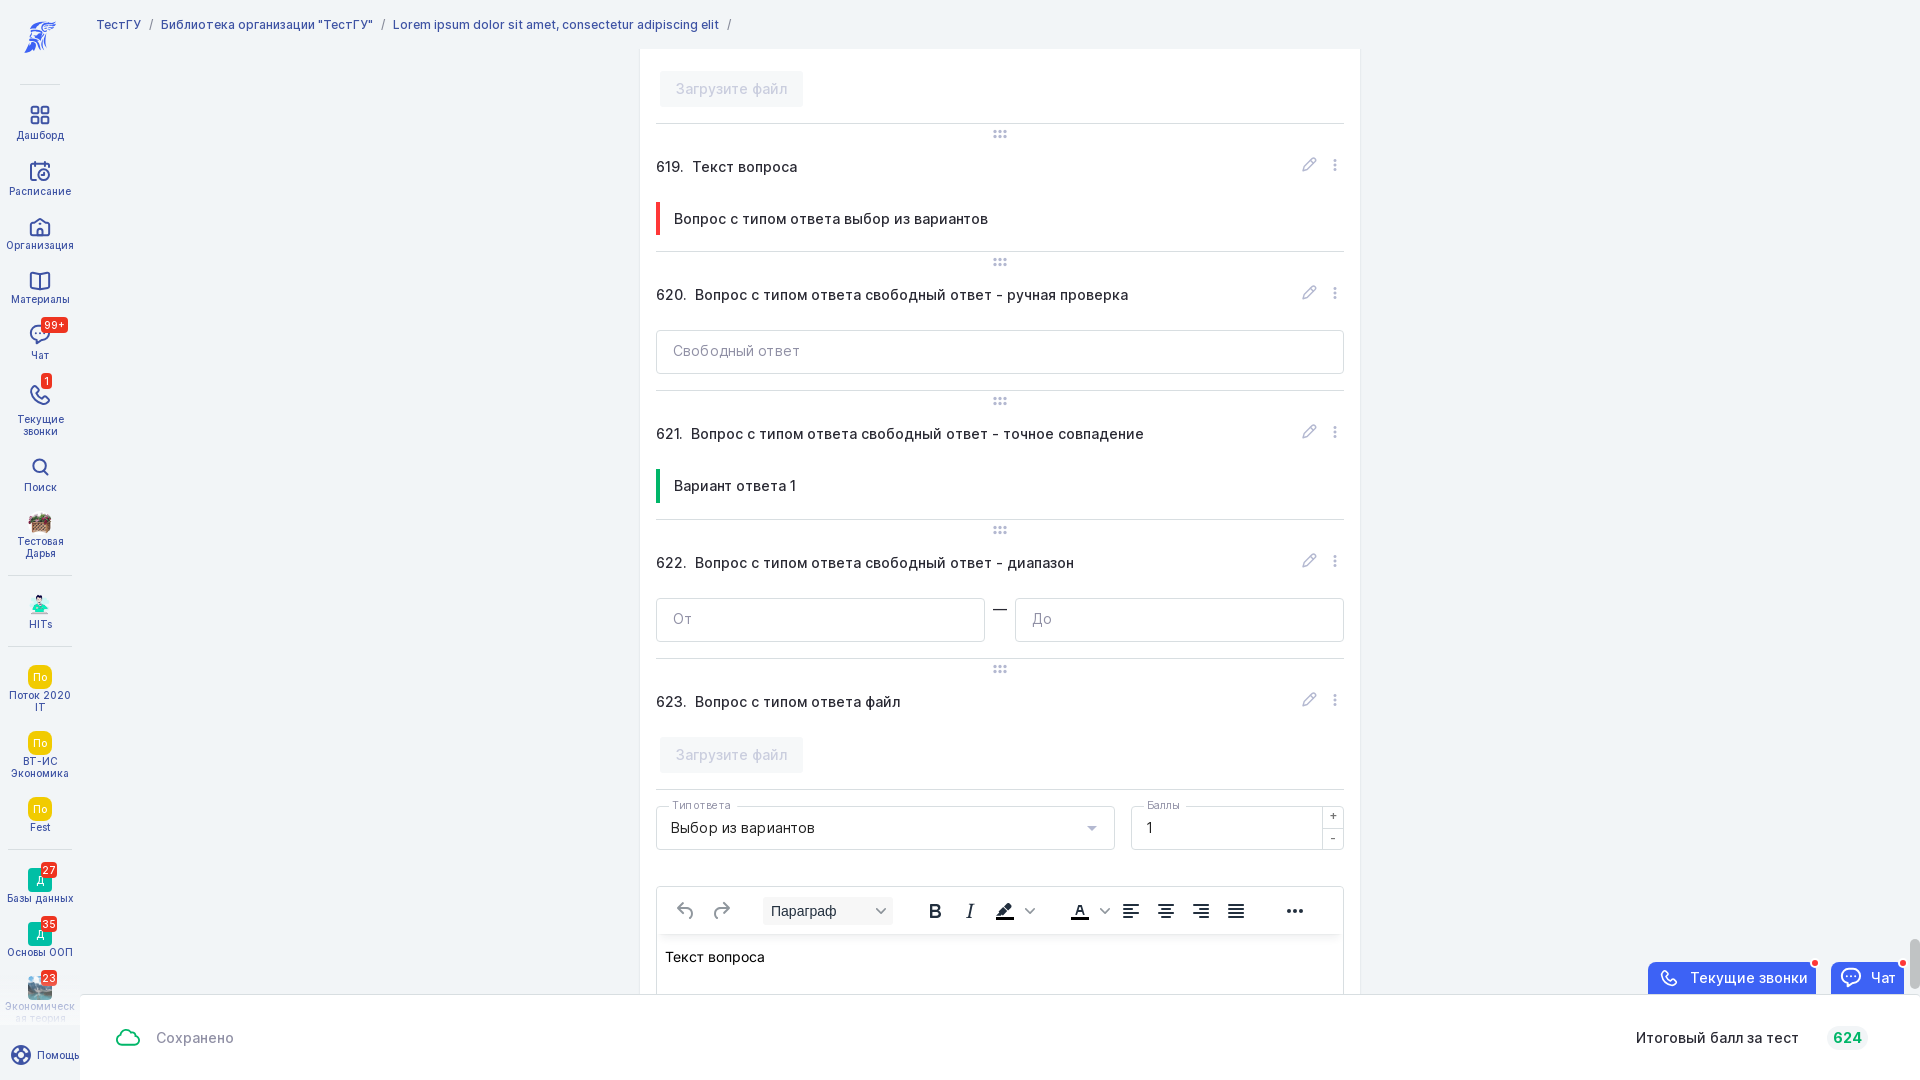 ТестГУ / Библиотека организации "ТестГУ" / Lorem ipsum dolor sit amet, consectetur adipiscing elit /
Дашборд
Расписание
Организация
Материалы
99+
Чат
1
Текущие
звонки
Поиск
Тестовая
Дарья
HITs
По
Поток 2020
IT
По
ВТ-ИС
Экономика
По
Fest
27
Д
Базы данных
35
Д
Основы ООП
23
Экономическ
ая теория
Помощь
Загрузите файл
619. Текст вопроса
Вопрос с типом ответа выбор из вариантов
620. Вопрос с типом ответа свободный ответ - ручная проверка
Свободный ответ
621. Вопрос с типом ответа свободный ответ - точное совпадение
Вариант ответа 1
622. Вопрос с типом ответа свободный ответ - диапазон
От — До
623. Вопрос с типом ответа файл
Загрузите файл
Тип ответа
Выбор из вариантов
Баллы
1
+
-
Параграф
B I A
Текст вопроса
Текущие звонки
Чат
Сохранено
Итоговый балл за тест 624